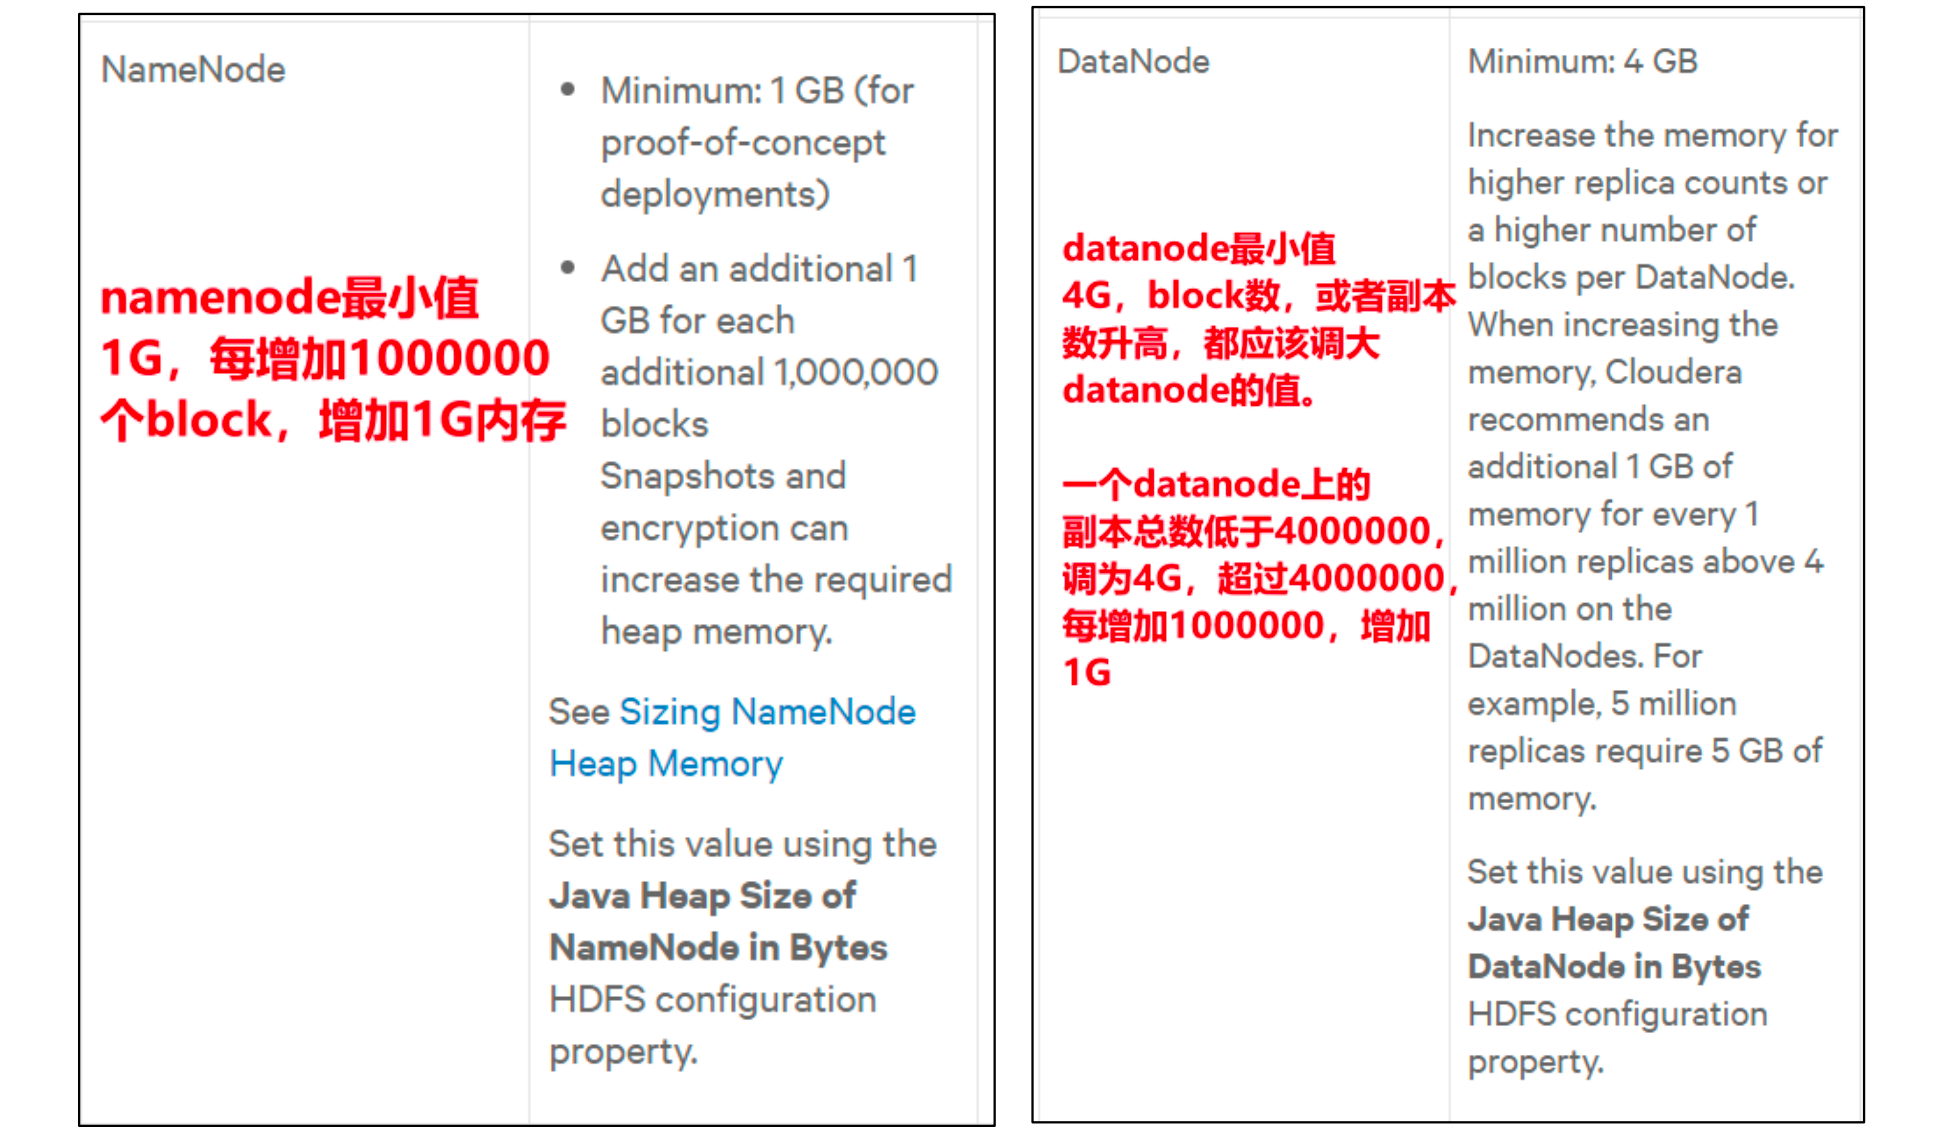 NameNode
namenode最小值
1G，每增加1000000
个block，增加1G内存
• Minimum: 1 GB (for
proof-of-concept
deployments)
• Add an additional 1
GB for each
additional 1,000,000
blocks
Snapshots and
encryption can
increase the required
heap memory.
See Sizing NameNode
Heap Memory
Set this value using the
Java Heap Size of
NameNode in Bytes
HDFS configuration
property.
DataNode
datanode最小值
4G，block数，或者副本
数升高，都应该调大
datanode的值。
一个datanode上的
副本总数低于4000000，
调为4G，超过4000000，
每增加1000000，增加
1G
Minimum: 4 GB
Increase the memory for
higher replica counts or
a higher number of
blocks per DataNode.
When increasing the
memory, Cloudera
recommends an
additional 1 GB of
memory for every 1
million replicas above 4
million on the
DataNodes. For
example, 5 million
replicas require 5 GB of
memory.
Set this value using the
Java Heap Size of
DataNode in Bytes
HDFS configuration
property.